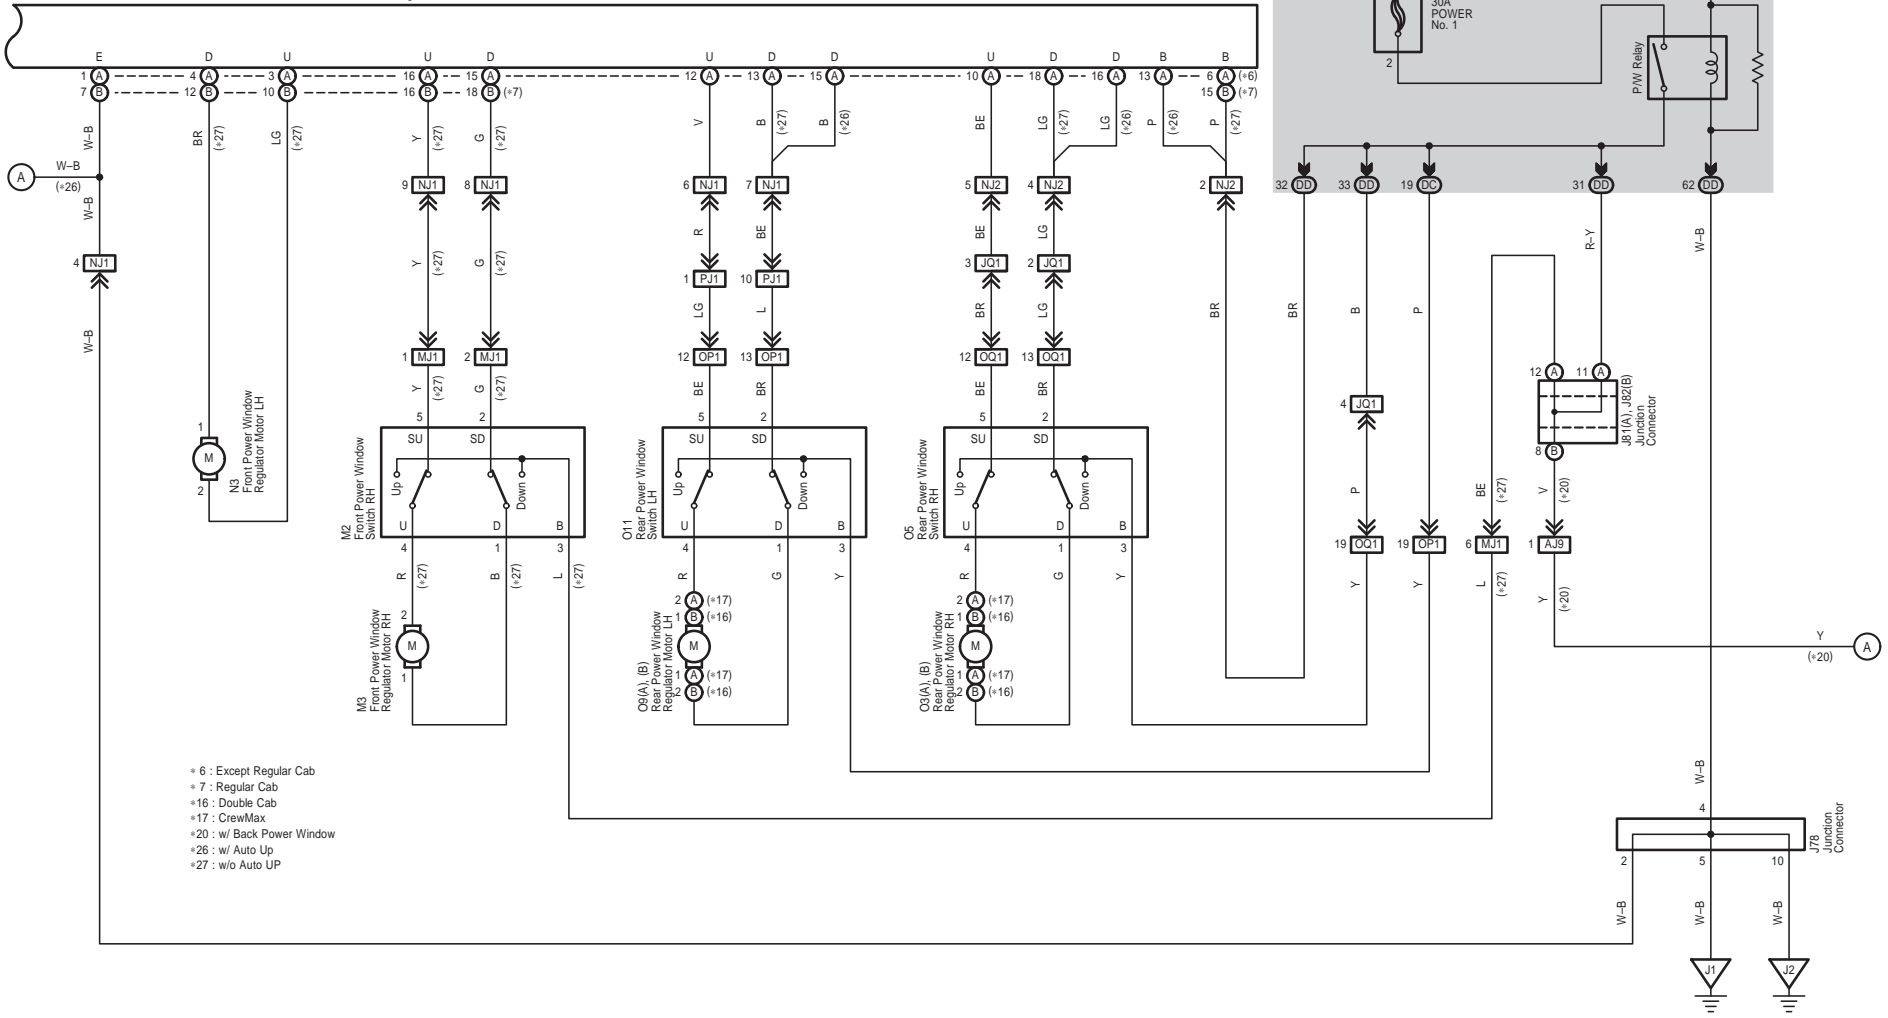 30A
POWER
No. 1
2
P/W Relay
E
D
U
U
D
U
D
D
U
D
D
B
B
1 A
4 A
3 A
16 A
15 A
12 A
13 A
15 A
10 A
18 A
16 A
13 A
6 A (*6)
7 B
12 B
10 B
16 B
18 B (*7)
15 B (*7)
W–B
BR
(*27)
LG
(*27)
Y
(*27)
G
(*27)
V
B
(*27)
B
(*26)
BE
LG
(*27)
LG
(*26)
P
(*26)
P
(*27)
A
W–B
(*26)
W–B
9 NJ1
8 NJ1
6 NJ1
7 NJ1
5 NJ2
4 NJ2
2 NJ2
32 DD
33 DD
19 DC
31 DD
62 DD
4 NJ1
Y
(*27)
G
(*27)
R
BE
BE
LG
R–Y
W–B
1 PJ1
10 PJ1
3 JQ1
2 JQ1
W–B
LG
L
BR
LG
BR
BR
B
P
1 MJ1
2 MJ1
12 OP1
13 OP1
12 OQ1
13 OQ1
12 A
11 A
J81(A), J82(B)
Junction
Connector
8 B
Y
(*27)
G
(*27)
BE
BR
BE
BR
4 JQ1
1
M
2
N3
Front Power Window
Regulator Motor LH
5
2
SU
SD
Up
Down
U
D
B
4
1
3
M2
Front Power Window
Switch RH
5
2
SU
SD
Up
Down
U
D
B
4
1
3
O11
Rear Power Window
Switch LH
5
2
SU
SD
Up
Down
U
D
B
4
1
3
O5
Rear Power Window
Switch RH
P
BE
(*27)
V
(*20)
19 OQ1
19 OP1
6 MJ1
1 AJ9
R
(*27)
B
(*27)
L
(*27)
R
G
Y
R
G
Y
Y
Y
L
(*27)
Y
(*20)
2
M
1
M3
Front Power Window
Regulator Motor RH
2 A (*17)
1 B (*16)
M
1 A (*17)
2 B (*16)
O9(A), (B)
Rear Power Window
Regulator Motor LH
2 A (*17)
1 B (*16)
M
1 A (*17)
2 B (*16)
O3(A), (B)
Rear Power Window
Regulator Motor RH
Y
(*20)
A
* 6 : Except Regular Cab
* 7 : Regular Cab
*16 : Double Cab
*17 : CrewMax
*20 : w/ Back Power Window
*26 : w/ Auto Up
*27 : w/o Auto UP
W–B
4
2
5
10
J78
Junction
Connector
W–B
W–B
W–B
J1
J2